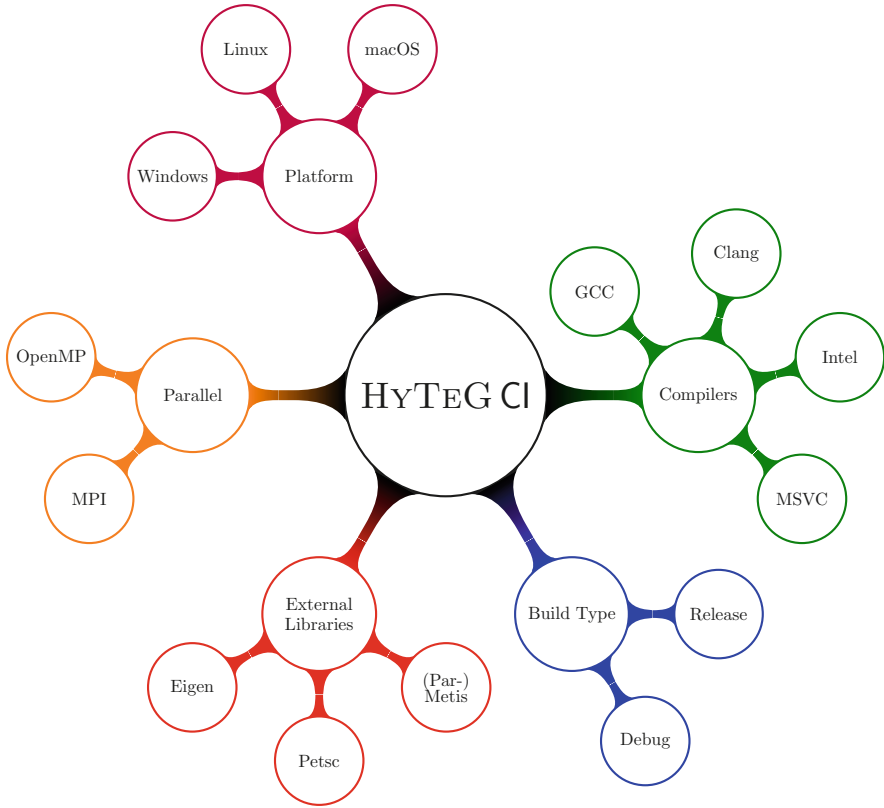 Linux
macOS
Windows
Platform
Clang
GCC
OpenMP
Intel
Parallel
HYTEG CI
Compilers
MPI
MSVC
External
Libraries
Build Type
Release
Eigen
(Par-)
Metis
Debug
Petsc